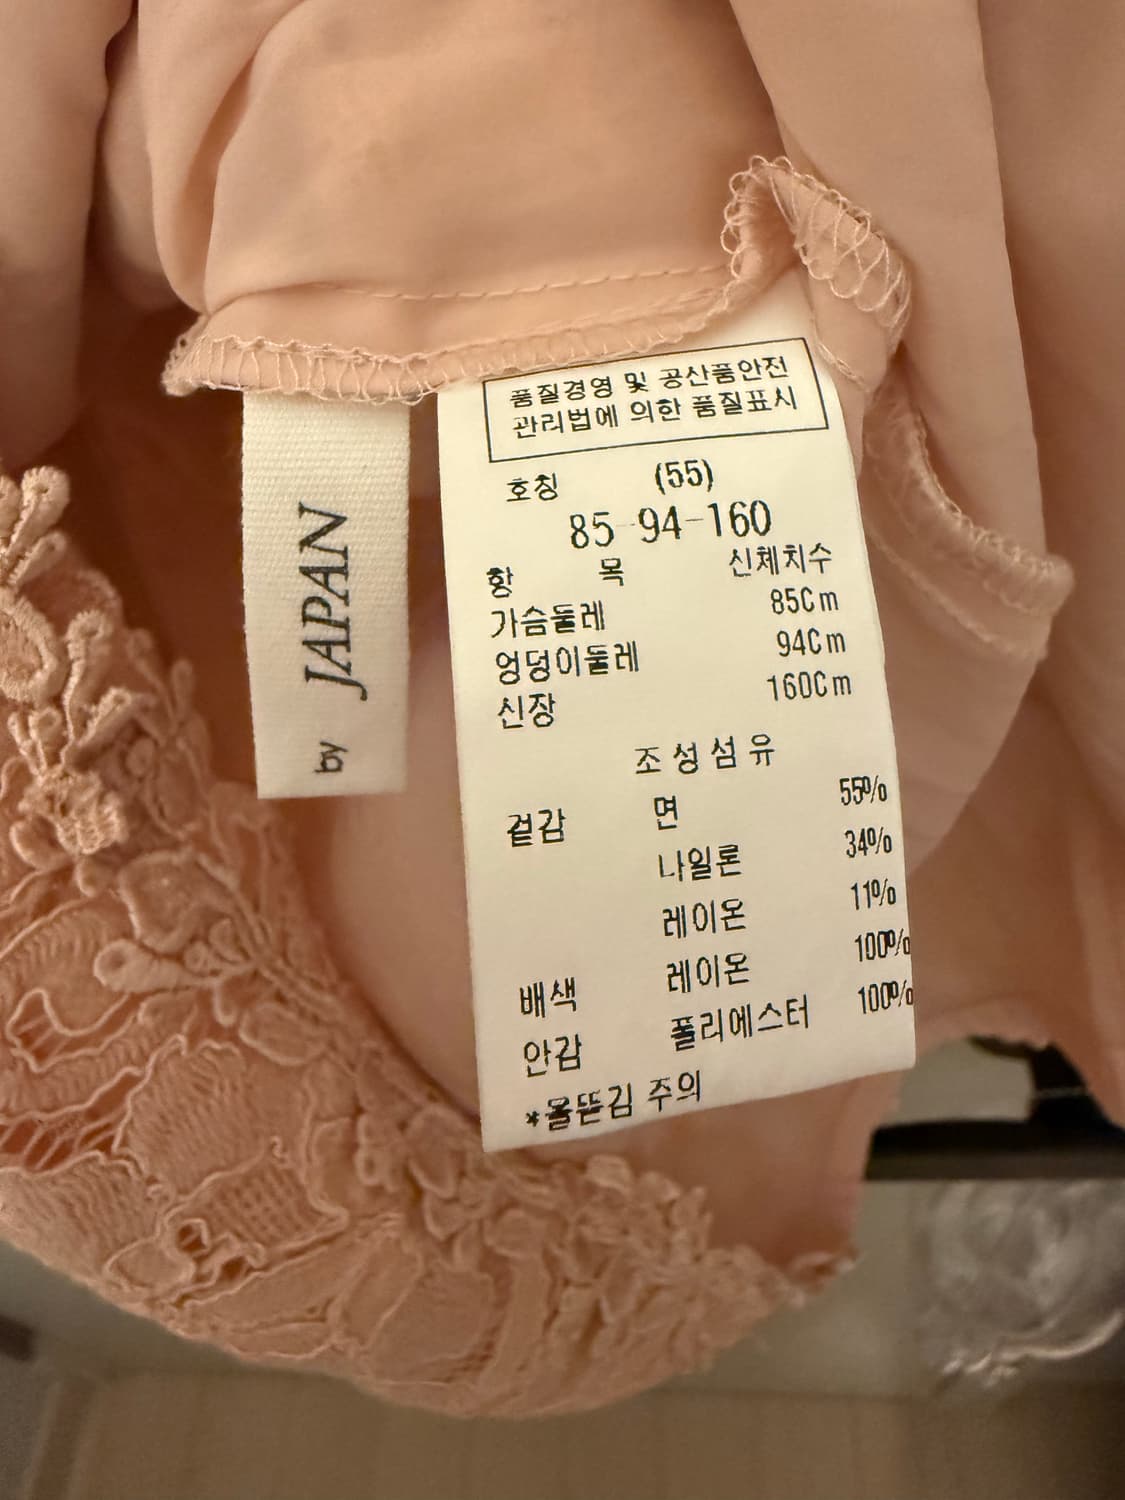 by JAPAN
품질경영 및 공산품안전
관리법에 의한 품질표시
호칭 (55)
85-94-160
항 목 신체치수
가슴둘레 85Cm
엉덩이둘레 94Cm
신장 160Cm
조성섬유
겉감 면 55%
나일론 34%
레이온 11%
배색 레이온 100%
안감 폴리에스터 100%
*올뜯김 주의